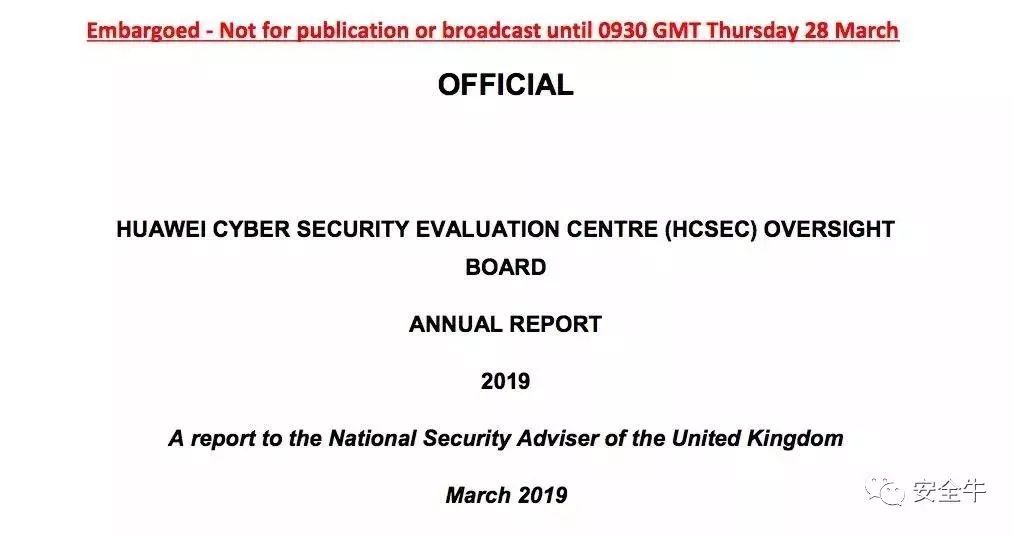 Embargoed - Not for publication or broadcast until 0930 GMT Thursday 28 March
OFFICIAL
HUAWEI CYBER SECURITY EVALUATION CENTRE (HCSEC) OVERSIGHT
BOARD
ANNUAL REPORT
2019
A report to the National Security Adviser of the United Kingdom
March 2019
安全牛